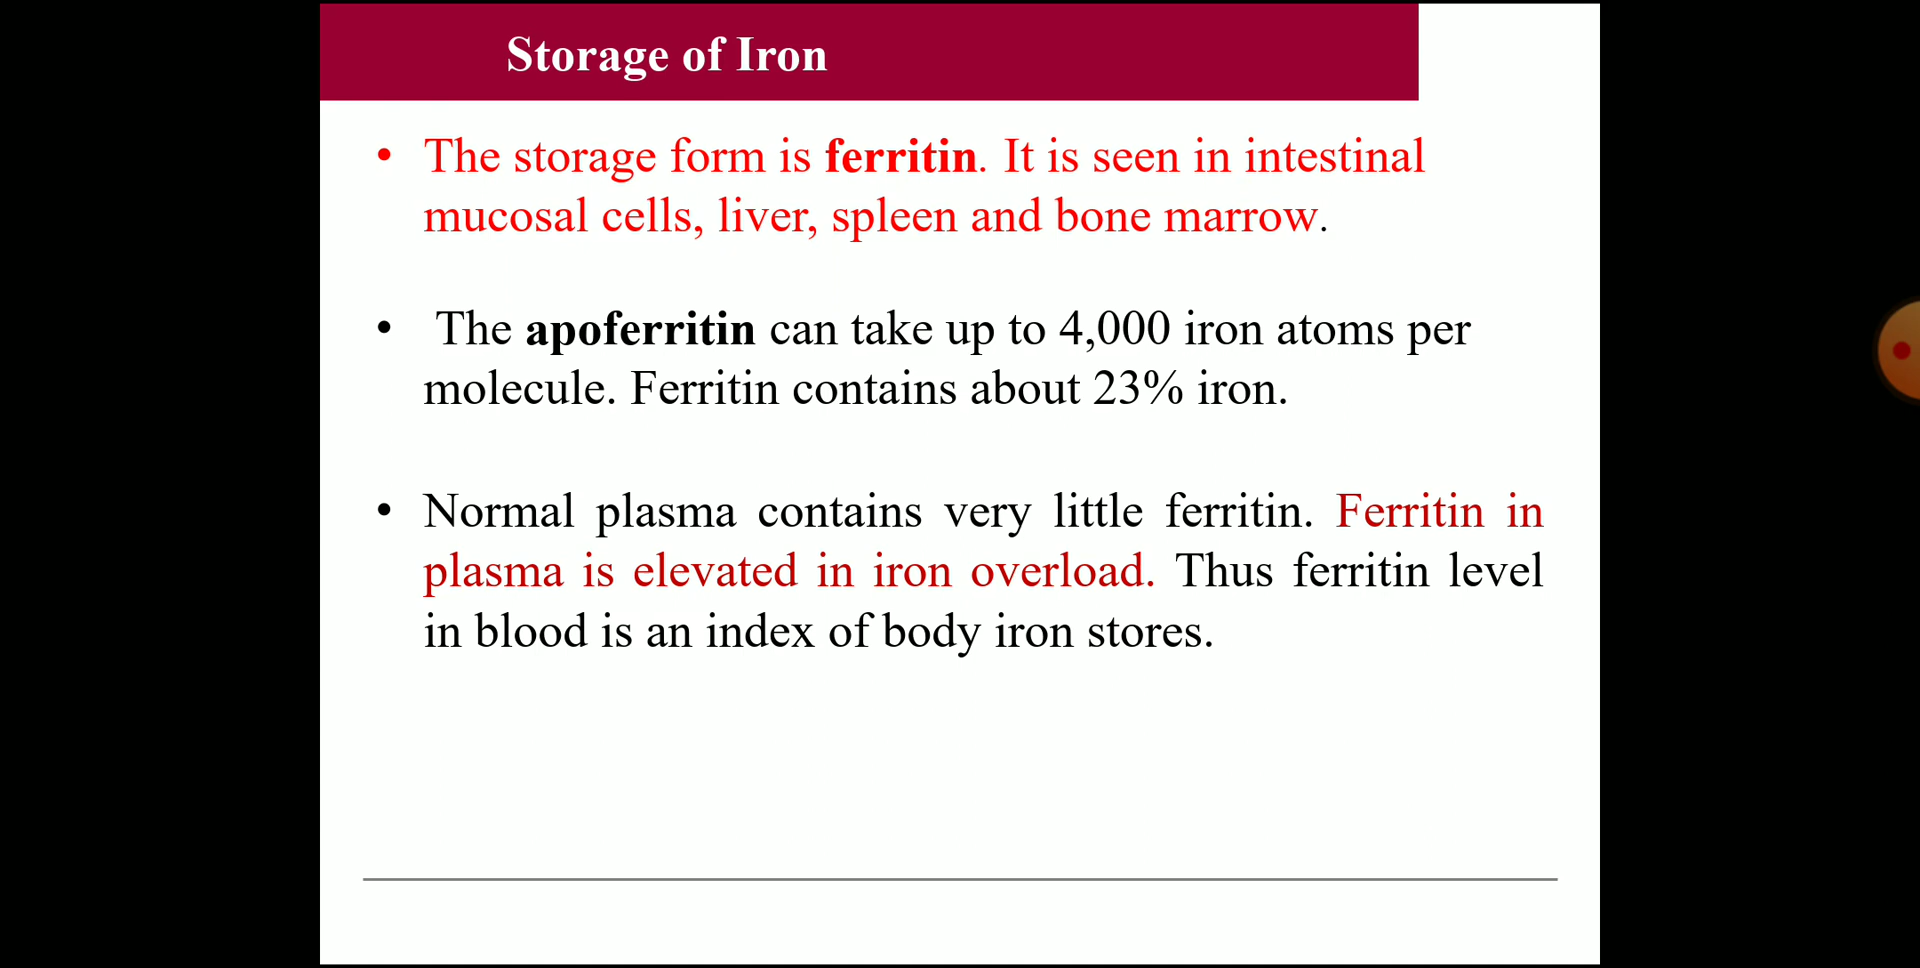 Storage of Iron
• The storage form is ferritin. It is seen in intestinal
mucosal cells, liver, spleen and bone marrow.
• The apoferritin can take up to 4,000 iron atoms per
molecule. Ferritin contains about 23% iron.
• Normal plasma contains very little ferritin. Ferritin in
plasma is elevated in iron overload. Thus ferritin level
in blood is an index of body iron stores.